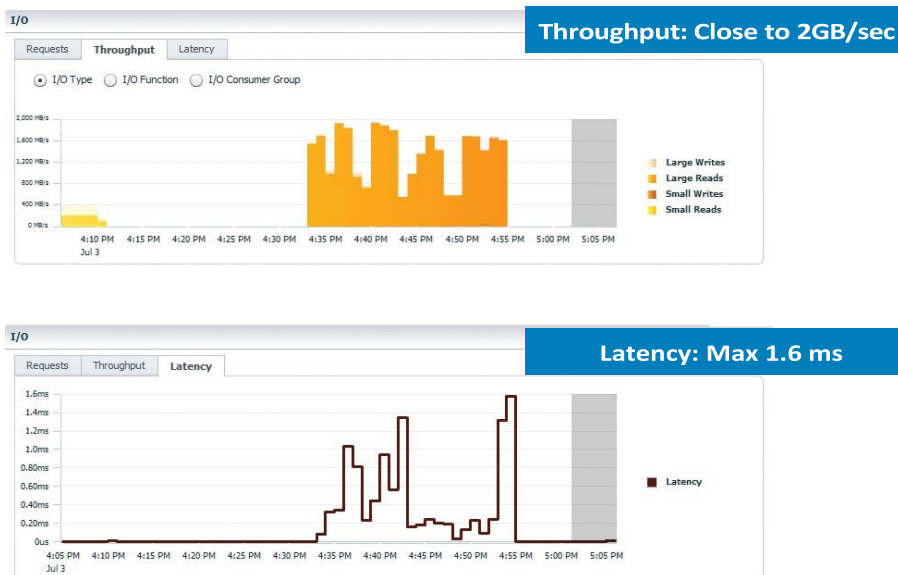 I/O
Throughput: Close to 2GB/sec
Requests Throughput Latency
I/O Type I/O Function I/O Consumer Group
2,000 MB/s
1,600 MB/s
1,200 MB/s
800 MB/s
400 MB/s
0 MB/s
Large Writes
Large Reads
Small Writes
Small Reads
4:10 PM 4:15 PM 4:20 PM 4:25 PM 4:30 PM 4:35 PM 4:40 PM 4:45 PM 4:50 PM 4:55 PM 5:00 PM 5:05 PM
Jul 3
I/O
Latency: Max 1.6 ms
Requests Throughput Latency
1.6ms
1.4ms
1.2ms
1.0ms
0.80ms
0.60ms
0.40ms
0.20ms
0us
Latency
4:05 PM 4:10 PM 4:15 PM 4:20 PM 4:25 PM 4:30 PM 4:35 PM 4:40 PM 4:45 PM 4:50 PM 4:55 PM 5:00 PM 5:05 PM
Jul 3